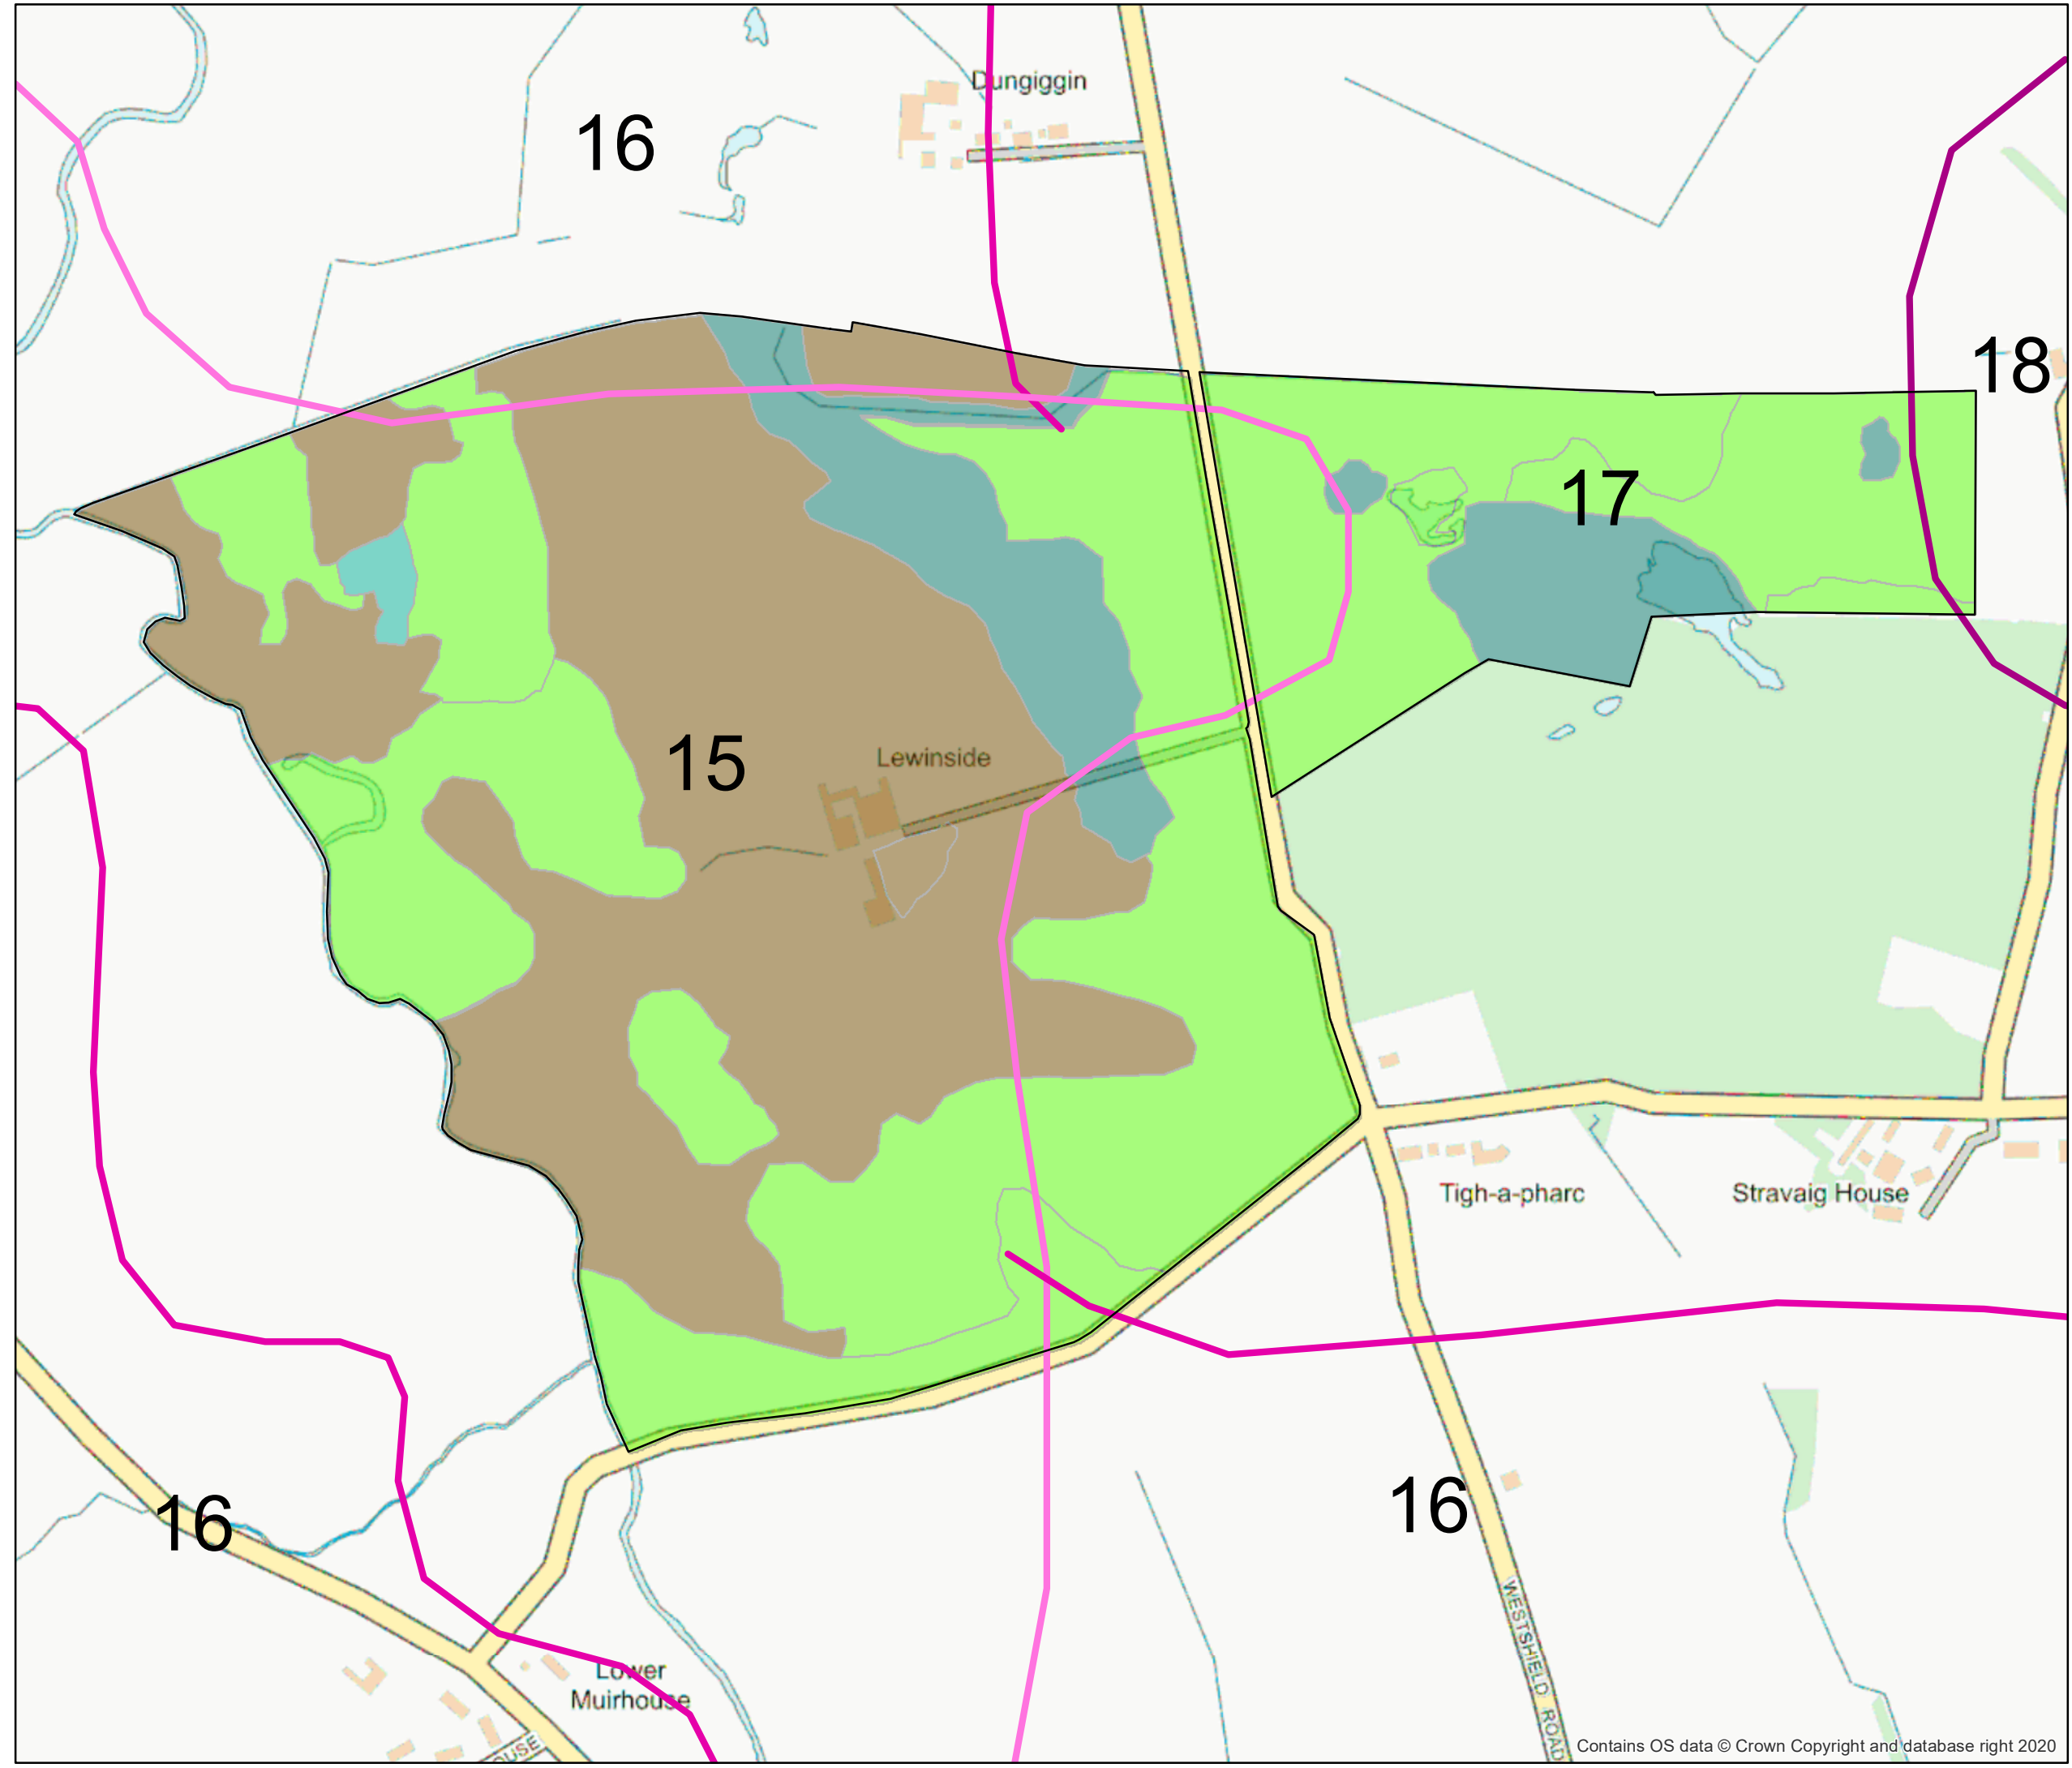 Dungiggin
16
18
17
15
Lewinside
Tigh-a-pharc
Stravaig House
16
16
WESTSHIELD ROAD
Lower
Muirhouse
OUSE
Contains OS data © Crown Copyright and database right 2020